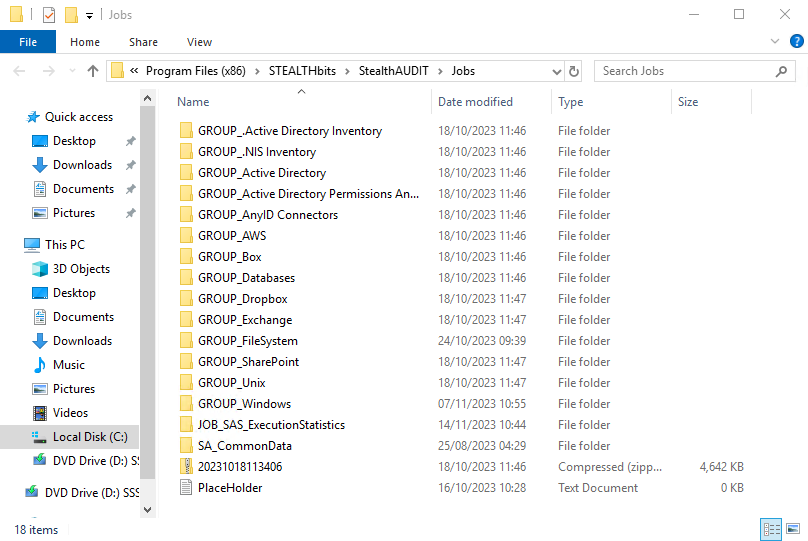 Jobs
File Home Share View
« Program Files (x86) > STEALTHbits > StealthAUDIT > Jobs
Search Jobs
Name Date modified Type Size
Quick access
Desktop
Downloads
Documents
Pictures
This PC
3D Objects
Desktop
Documents
Downloads
Music
Pictures
Videos
Local Disk (C:)
DVD Drive (D:) SS
DVD Drive (D:) SSS
GROUP_.Active Directory Inventory 18/10/2023 11:46 File folder
GROUP_.NIS Inventory 18/10/2023 11:46 File folder
GROUP_Active Directory 18/10/2023 11:46 File folder
GROUP_Active Directory Permissions An... 18/10/2023 11:46 File folder
GROUP_AnyID Connectors 18/10/2023 11:46 File folder
GROUP_AWS 18/10/2023 11:46 File folder
GROUP_Box 18/10/2023 11:46 File folder
GROUP_Databases 18/10/2023 11:46 File folder
GROUP_Dropbox 18/10/2023 11:47 File folder
GROUP_Exchange 18/10/2023 11:47 File folder
GROUP_FileSystem 24/10/2023 09:39 File folder
GROUP_SharePoint 18/10/2023 11:47 File folder
GROUP_Unix 18/10/2023 11:47 File folder
GROUP_Windows 07/11/2023 10:55 File folder
JOB_SAS_ExecutionStatistics 14/11/2023 10:44 File folder
SA_CommonData 25/08/2023 04:29 File folder
20231018113406 18/10/2023 11:46 Compressed (zipp... 4,642 KB
PlaceHolder 16/10/2023 10:28 Text Document 0 KB
18 items